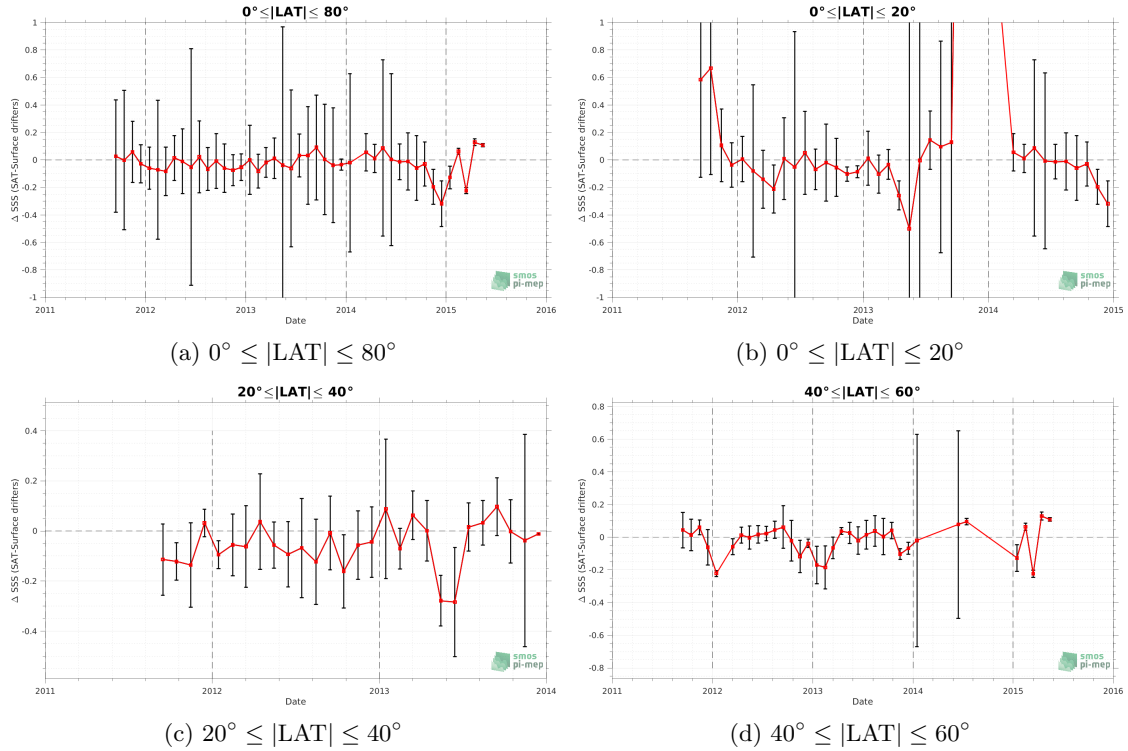 0°≤|LAT|≤ 80°
1
0.8
0.6
0.4
0.2
0
-0.2
-0.4
-0.6
-0.8
-1
Δ SSS (SAT-Surface drifters)
2011 2012 2013 2014 2015 2016
Date
smos
pi-mep
(a) 0° ≤ |LAT| ≤ 80°
0°≤|LAT|≤ 20°
1
0.8
0.6
0.4
0.2
0
-0.2
-0.4
-0.6
-0.8
-1
Δ SSS (SAT-Surface drifters)
2011 2012 2013 2014 2015
Date
smos
pi-mep
(b) 0° ≤ |LAT| ≤ 20°
20°≤|LAT|≤ 40°
0.4
0.2
0
-0.2
-0.4
Δ SSS (SAT-Surface drifters)
2011 2012 2013 2014
Date
smos
pi-mep
(c) 20° ≤ |LAT| ≤ 40°
40°≤|LAT|≤ 60°
0.8
0.6
0.4
0.2
0
-0.2
-0.4
-0.6
-0.8
Δ SSS (SAT-Surface drifters)
2011 2012 2013 2014 2015 2016
Date
smos
pi-mep
(d) 40° ≤ |LAT| ≤ 60°